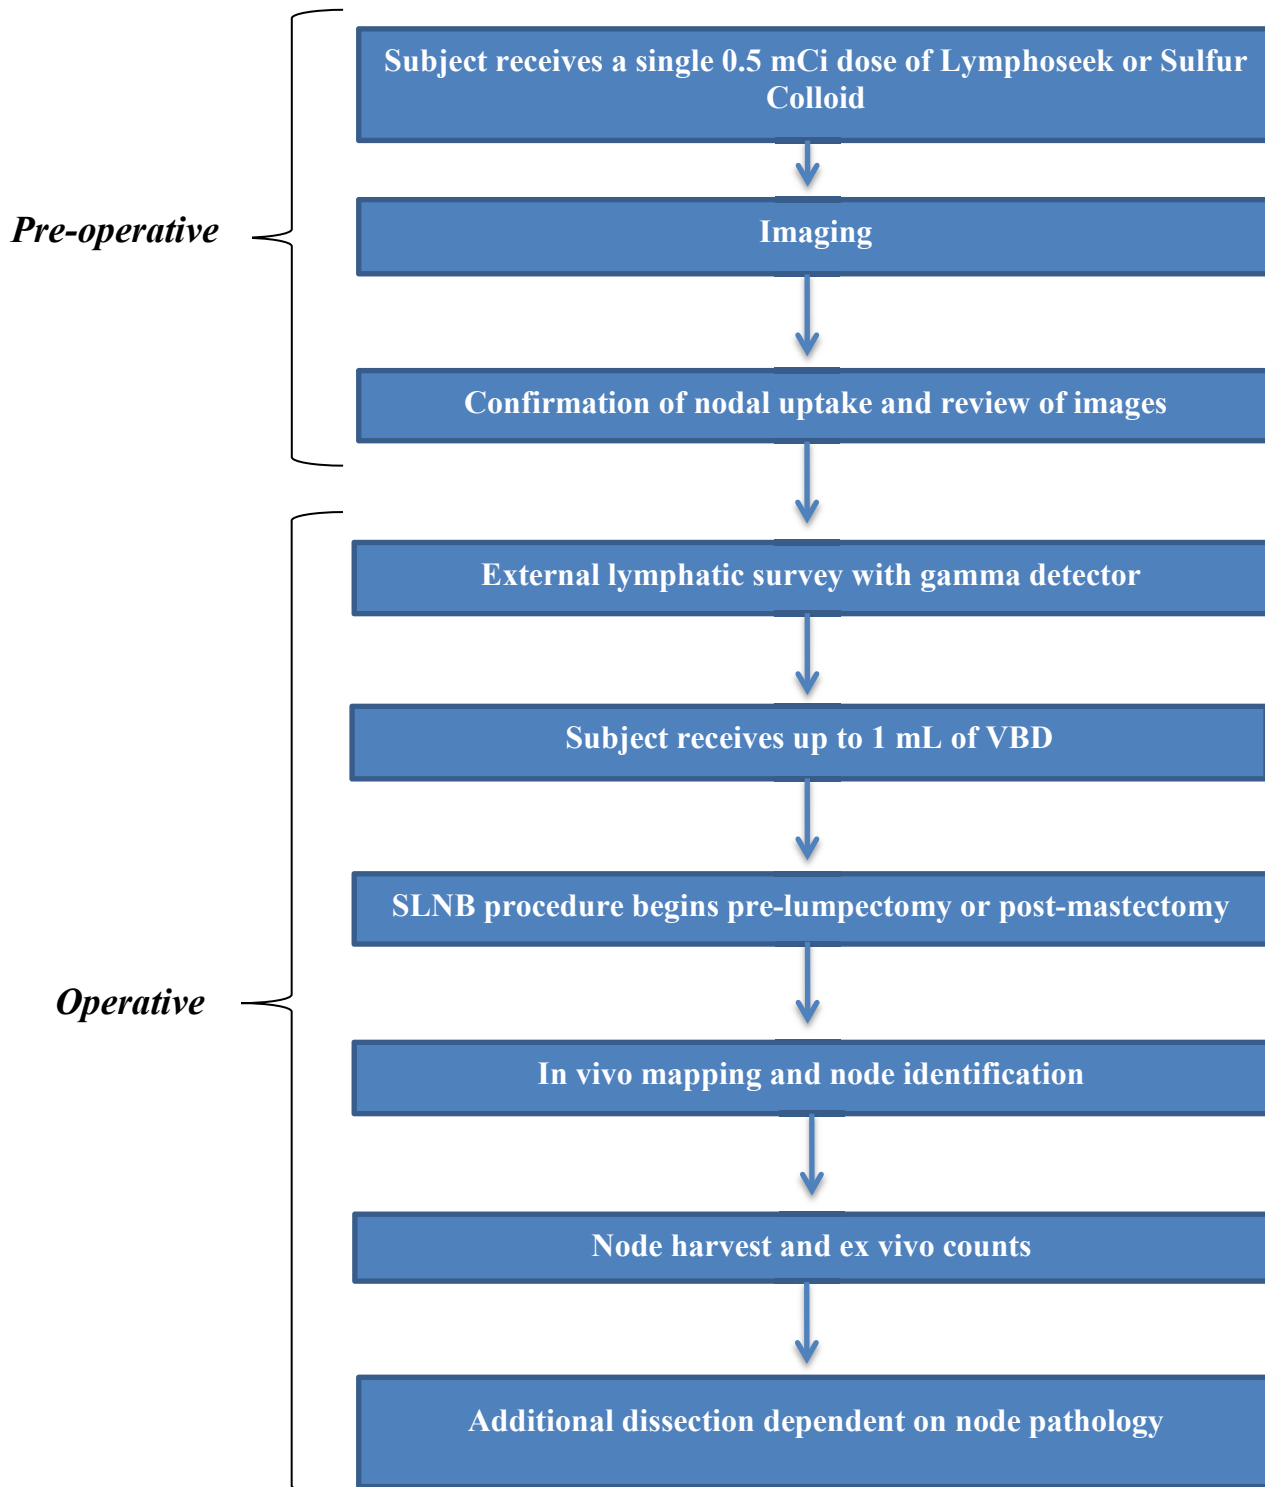 Subject receives a single 0.5 mCi dose of Lymphoseek or Sulfur
Colloid
Imaging
Pre-operative
Confirmation of nodal uptake and review of images
External lymphatic survey with gamma detector
Subject receives up to 1 mL of VBD
SLNB procedure begins pre-lumpectomy or post-mastectomy
Operative
In vivo mapping and node identification
Node harvest and ex vivo counts
Additional dissection dependent on node pathology